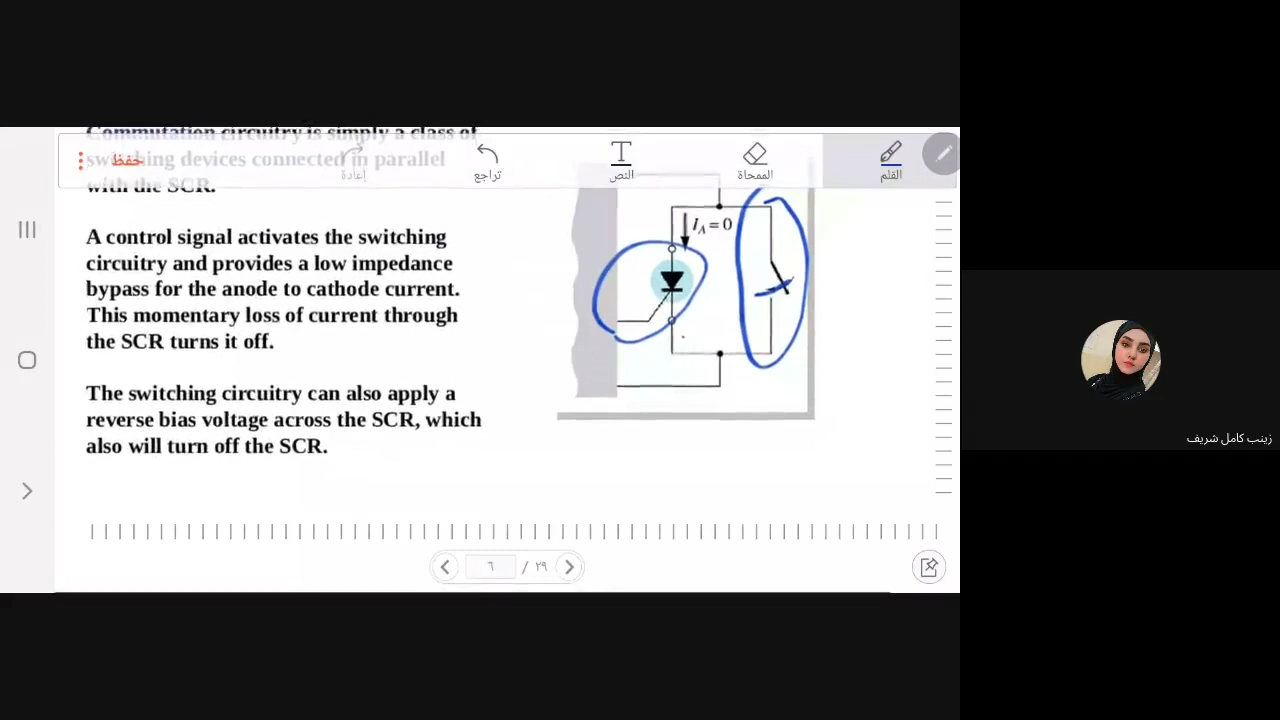 Commutation circuitry is simply a class of
switching devices connected in parallel
with the SCR.
حفظ
إعادة
تراجع
النص
الممحاة
القلم
A control signal activates the switching
circuitry and provides a low impedance
bypass for the anode to cathode current.
This momentary loss of current through
the SCR turns it off.
The switching circuitry can also apply a
reverse bias voltage across the SCR, which
also will turn off the SCR.
I_A = 0
٦ / ٢٩
زينب كامل شريف